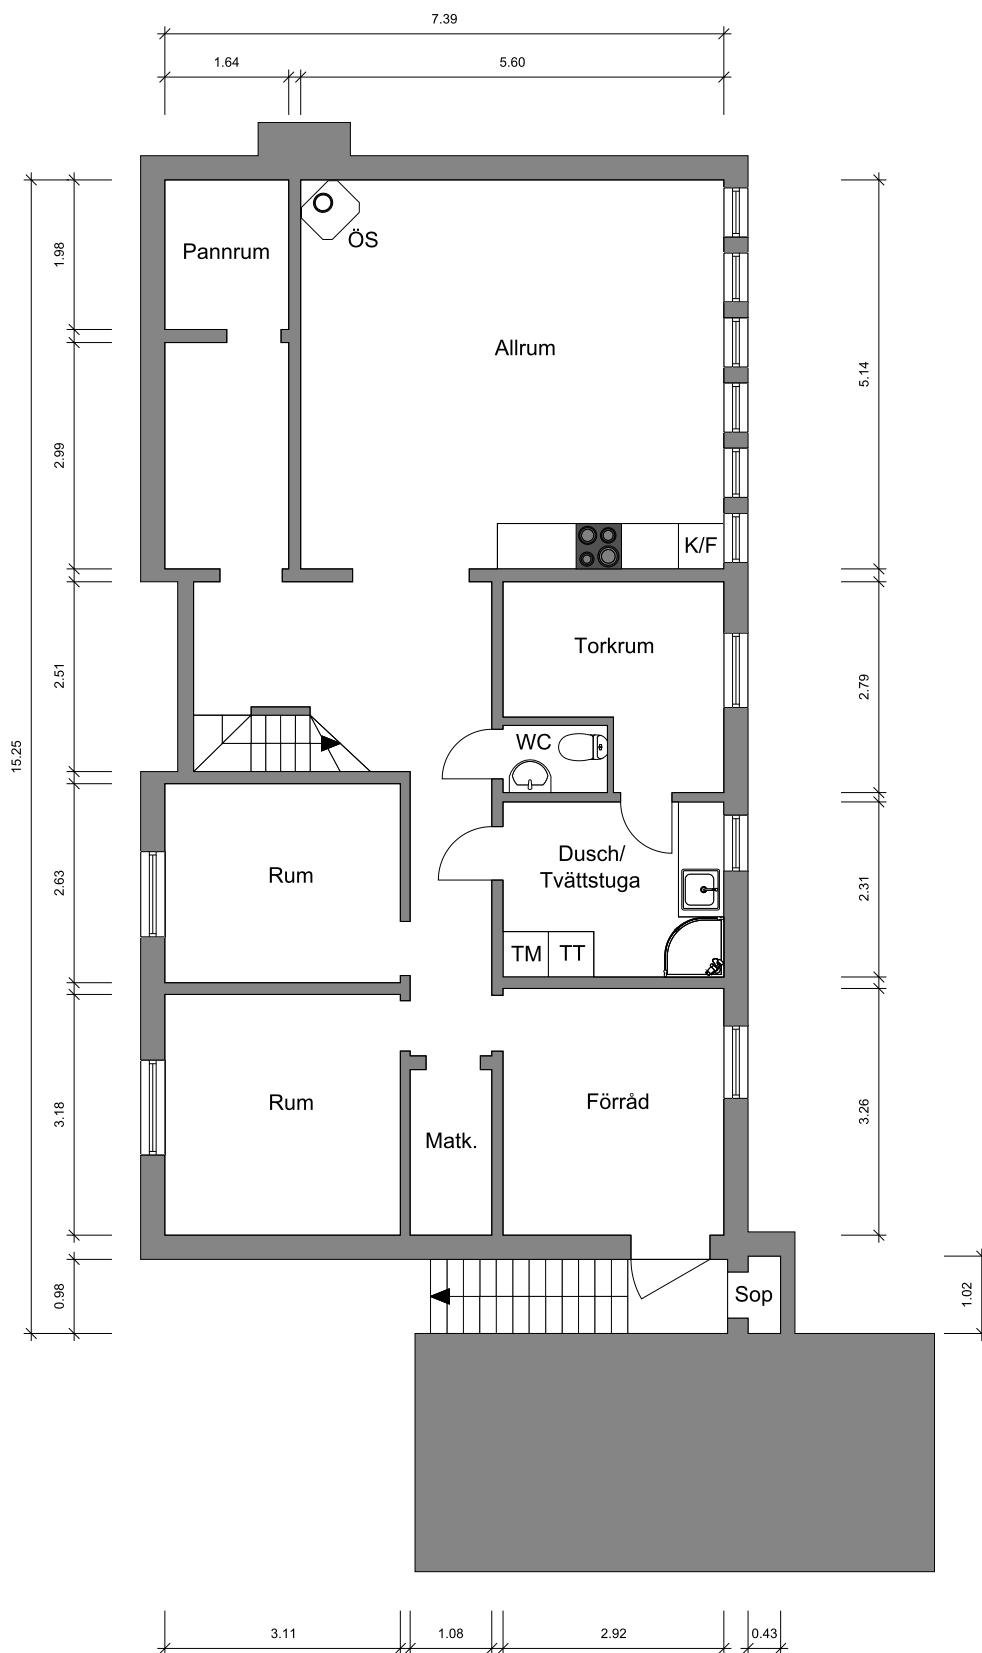 7.39
1.64
5.60
1.98
Pannrum
ÖS
Allrum
5.14
2.99
K/F
2.51
Torkrum
2.79
15.25
WC
2.63
Rum
Dusch/
Tvättstuga
2.31
TM
TT
3.18
Rum
Förråd
3.26
Matk.
0.98
Sop
1.02
3.11
1.08
2.92
0.43